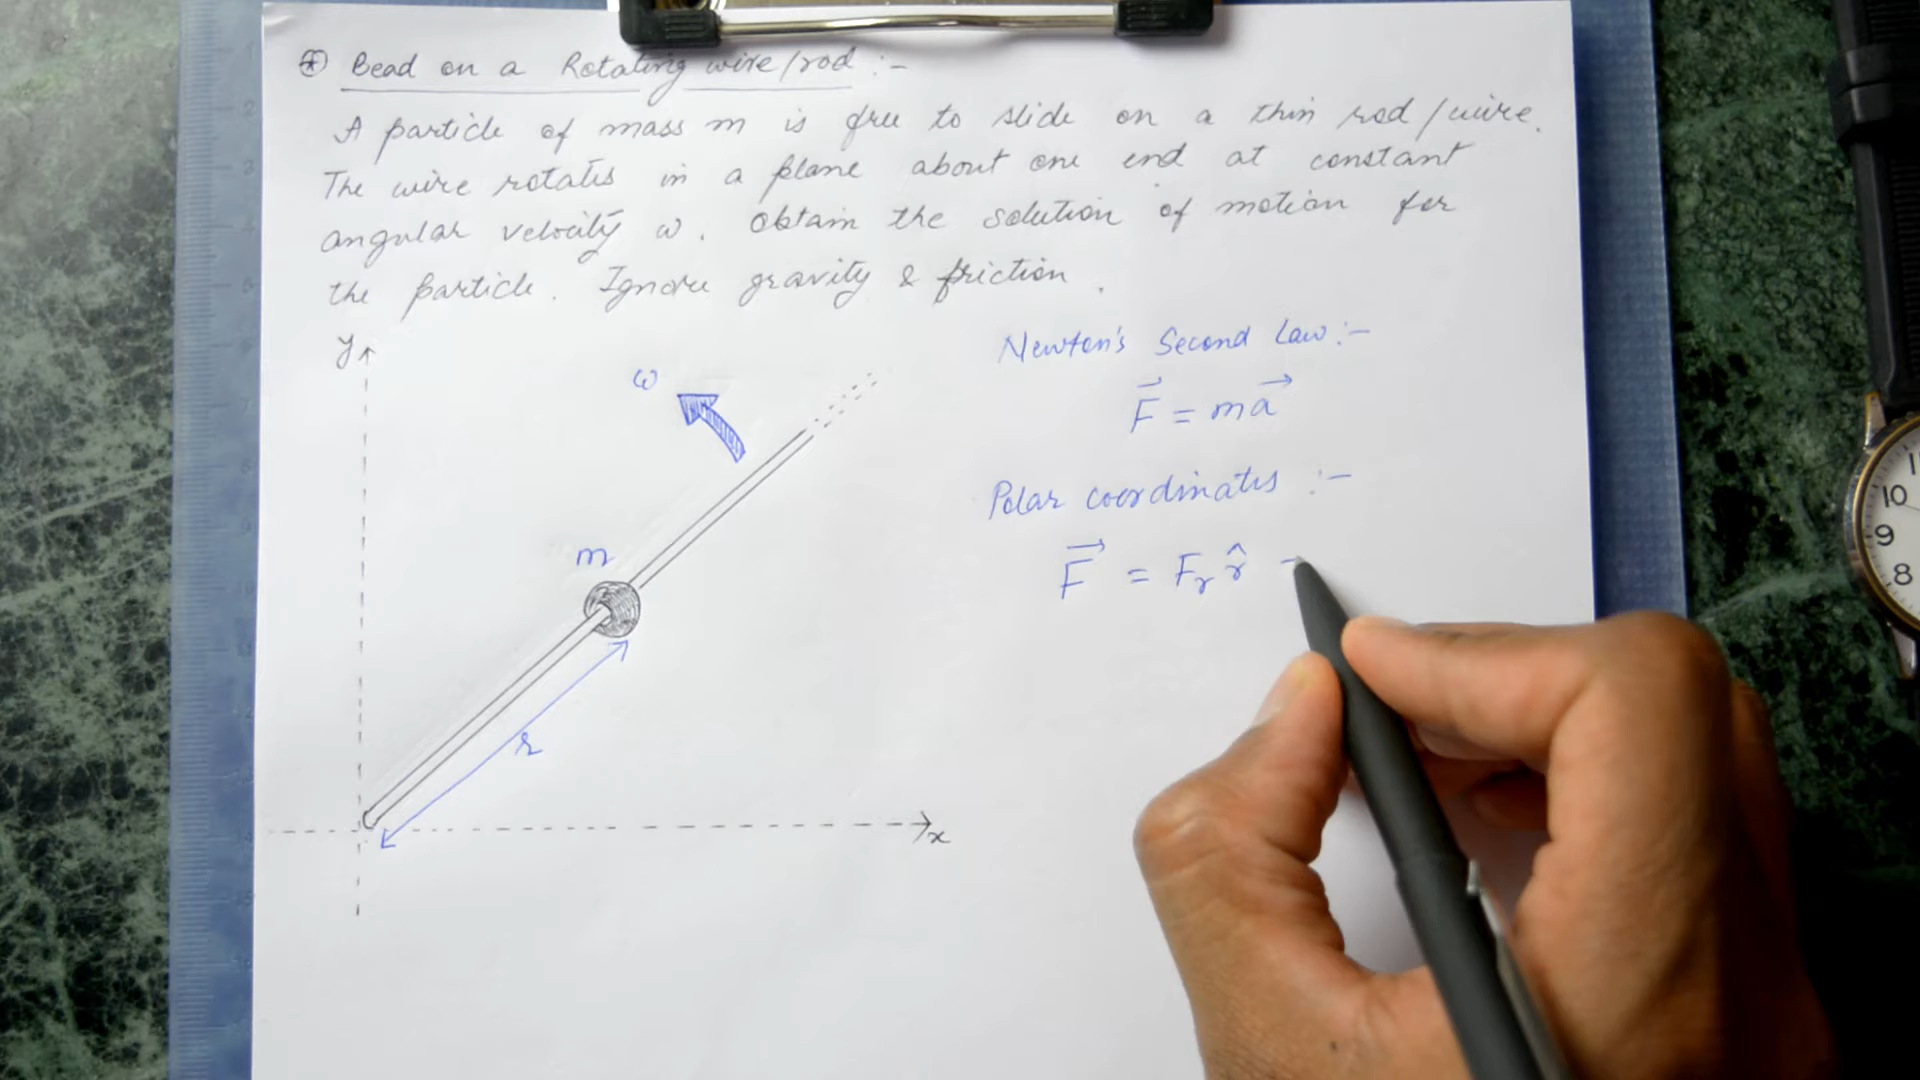 ⊛ Bead on a Rotating wire/rod :-
A particle of mass m is free to slide on a thin rod/wire.
The wire rotates in a plane about one end at constant
angular velocity ω. Obtain the solution of motion for
the particle. Ignore gravity & friction.
Newton's Second Law:-
y
ω
F⃗ = ma⃗
Polar coordinates :-
m
F⃗ = Fᵣ r̂ -
r
x
11
10
9
8